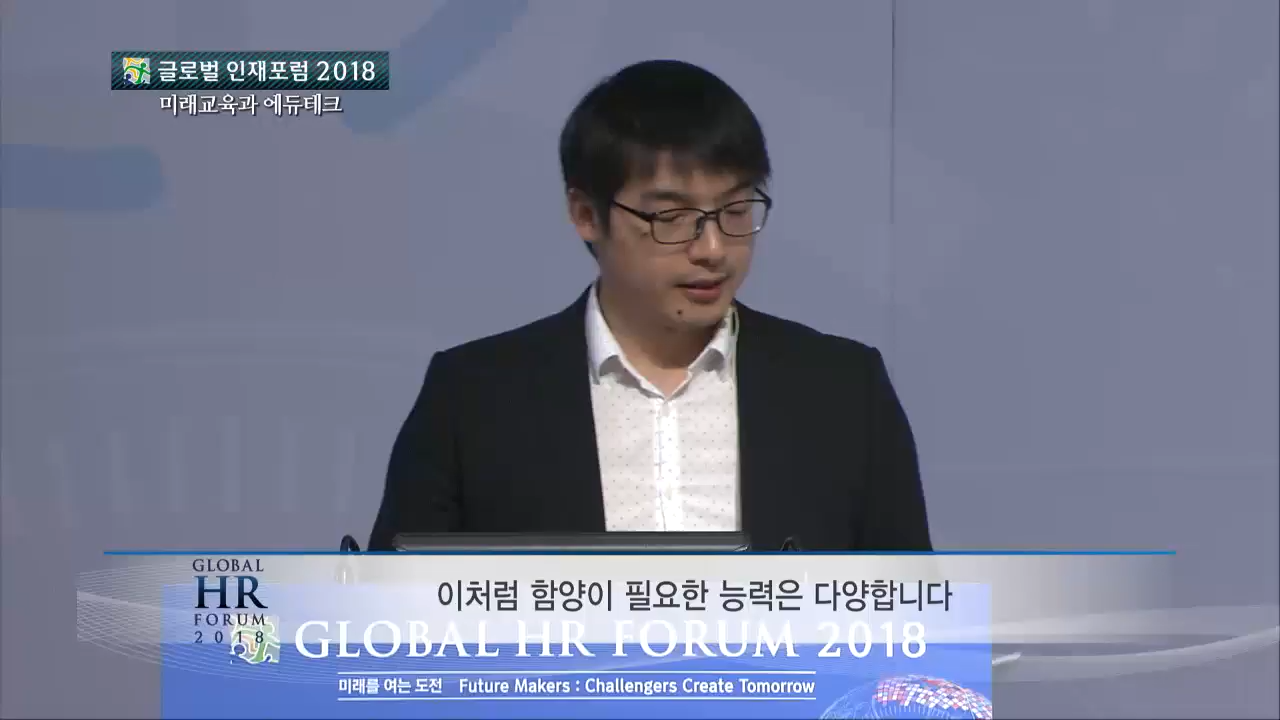 글로벌 인재포럼 2018
미래교육과 에듀테크
GLOBAL
HR
FORUM
2018
이처럼 함양이 필요한 능력은 다양합니다
GLOBAL HR FORUM 2018
미래를 여는 도전 Future Makers : Challengers Create Tomorrow